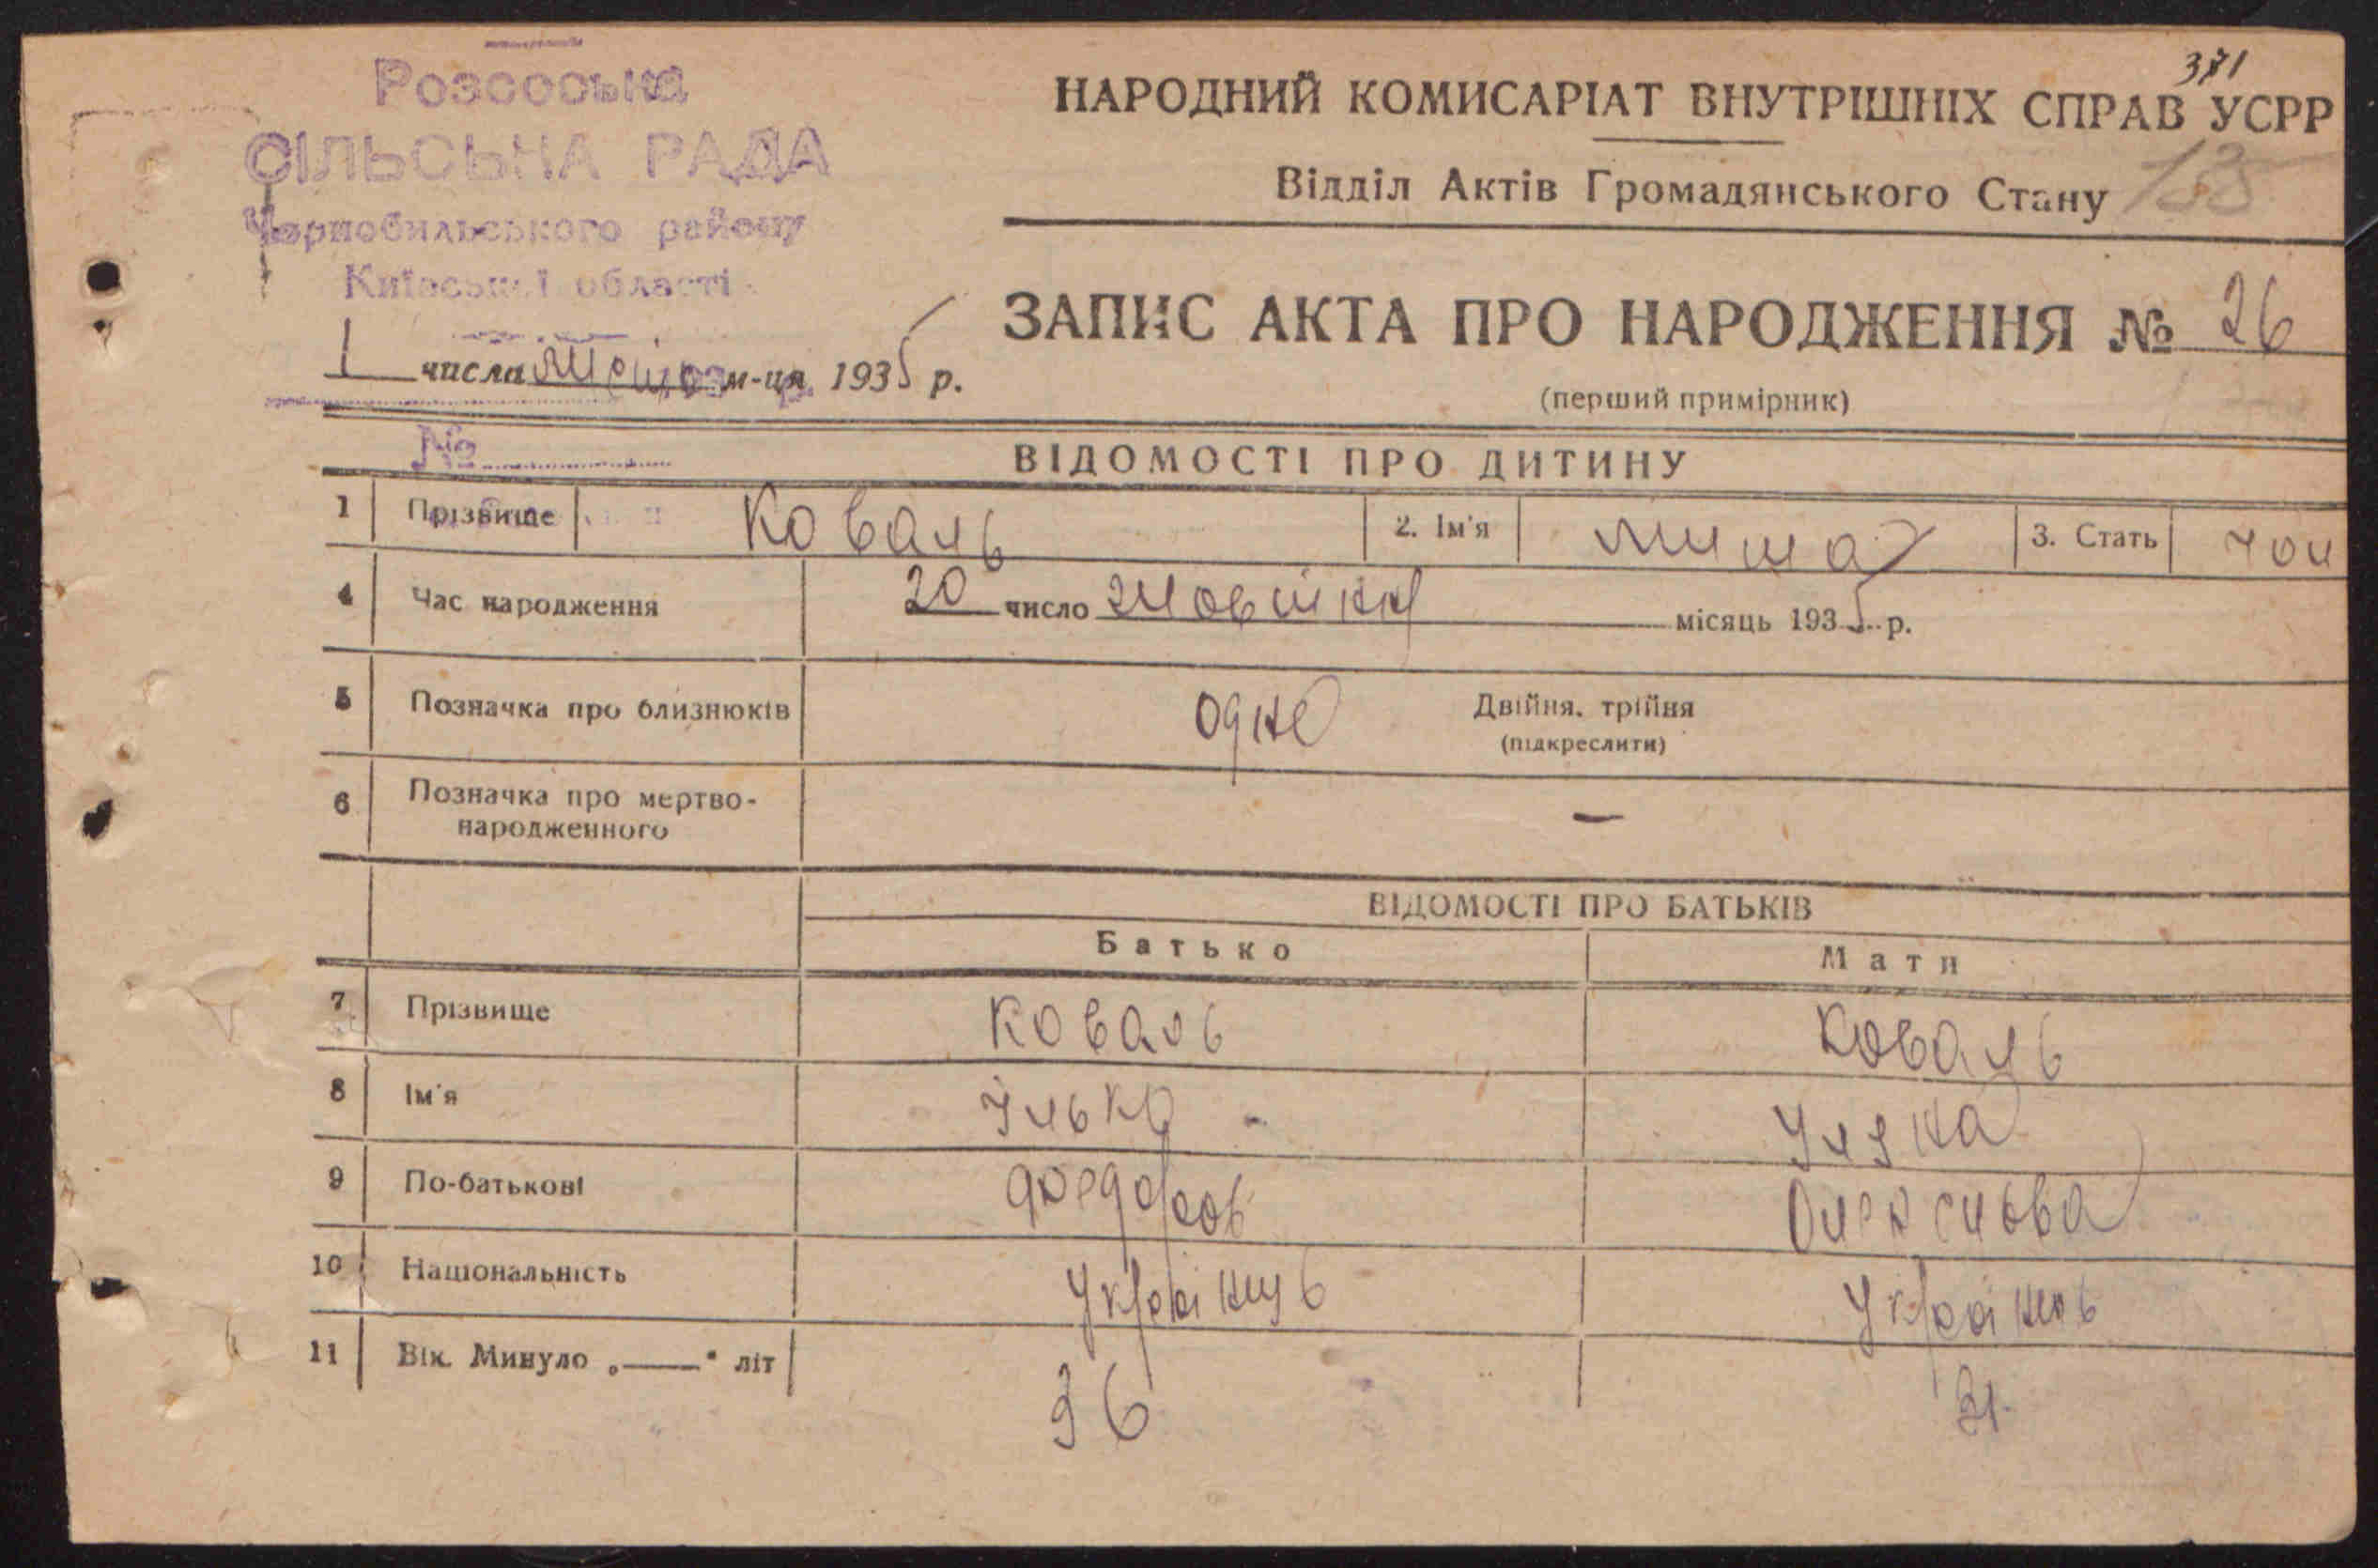 Розсоська
СІЛЬСЬКА РАДА
Чорнобильського району
Київської області
371
НАРОДНИЙ КОМИСАРІАТ ВНУТРІШНІХ СПРАВ УСРР
Відділ Актів Громадянського Стану
ЗАПИС АКТА ПРО НАРОДЖЕННЯ № 26
1 числа м-ця 1935 р.
(перший примірник)
№
ВІДОМОСТІ ПРО ДИТИНУ
1 Прізвище Коваль 2. Ім'я Миша 3. Стать чол
4 Час народження 20 число жовтня місяць 1935 р.
5 Позначка про близнюків одне Двійня, трійня
(підкреслити)
6 Позначка про мертво-
народженного —
ВІДОМОСТІ ПРО БАТЬКІВ
Батько Мати
7 Прізвище Коваль Коваль
8 Ім'я Ілько Уляна
9 По-батькові
10 Національність
11 Вік. Минуло „——" літ 36